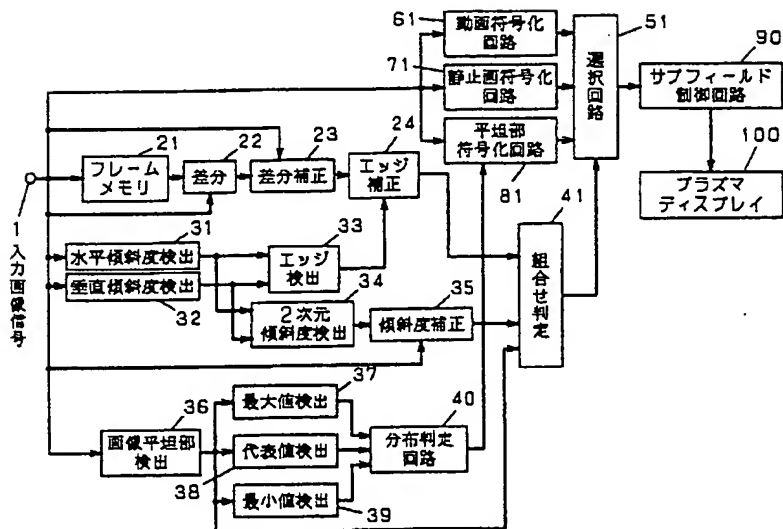 61
動画符号化
回路
71
静止画符号化
回路
平坦部
符号化回路
81
選択回路
51
90
サブフィールド
制御回路
100
プラズマ
ディスプレイ
1
入力画像信号
21
フレーム
メモリ
22
差分
23
差分補正
24
エッジ
補正
31
水平傾斜度検出
垂直傾斜度検出
32
33
エッジ
検出
34
2次元
傾斜度検出
35
傾斜度補正
41
組合せ判定
36
画像平坦部
検出
37
最大値検出
代表値検出
38
最小値検出
39
40
分布判定
回路